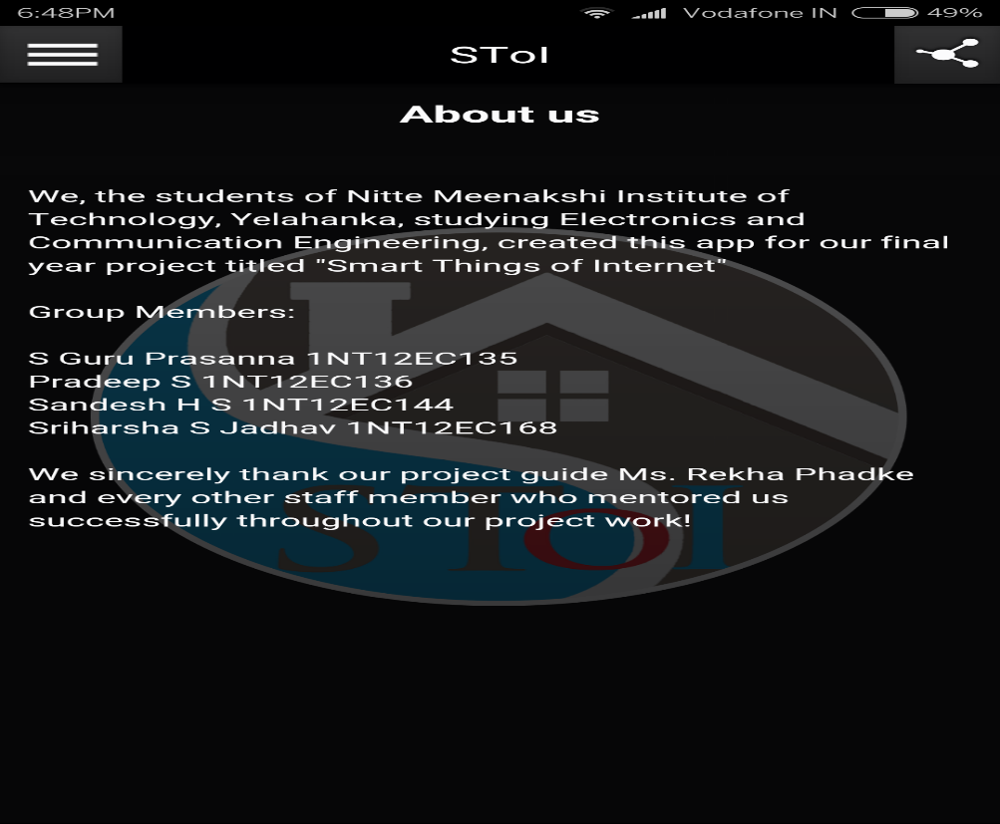 6:48PM Vodafone IN 49%
SToI
About us
We, the students of Nitte Meenakshi Institute of
Technology, Yelahanka, studying Electronics and
Communication Engineering, created this app for our final
year project titled "Smart Things of Internet"
Group Members:
S Guru Prasanna 1NT12EC135
Pradeep S 1NT12EC136
Sandesh H S 1NT12EC144
Sriharsha S Jadhav 1NT12EC168
We sincerely thank our project guide Ms. Rekha Phadke
and every other staff member who mentored us
successfully throughout our project work!
SToI